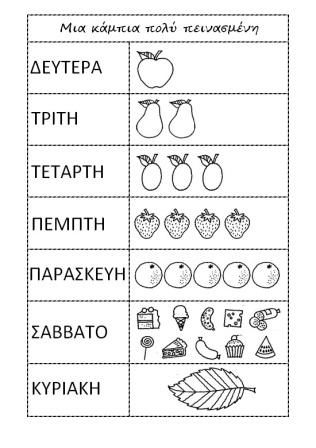 Μια κάμπια πολύ πεινασμένη
ΔΕΥΤΕΡΑ
ΤΡΙΤΗ
ΤΕΤΑΡΤΗ
ΠΕΜΠΤΗ
ΠΑΡΑΣΚΕΥΗ
ΣΑΒΒΑΤΟ
ΚΥΡΙΑΚΗ